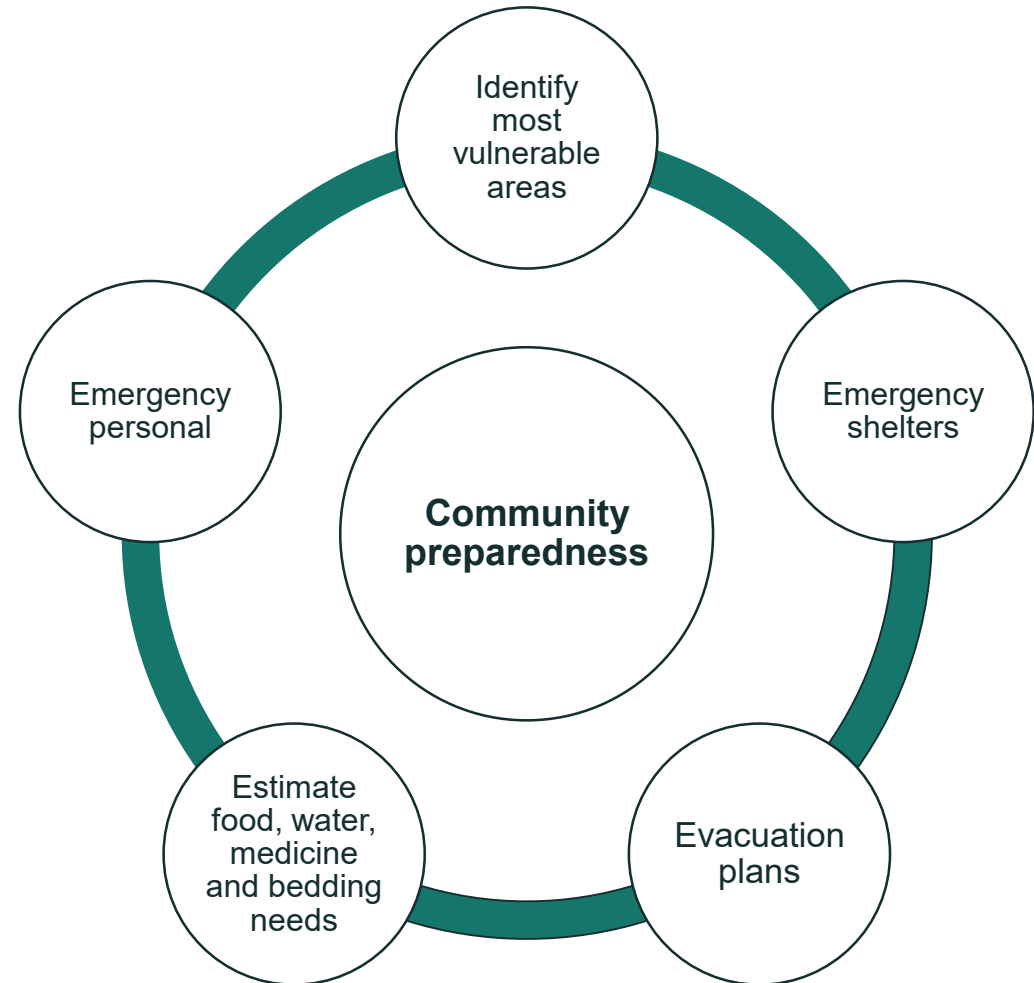 Identify
most
vulnerable
areas
Emergency
personal
Emergency
shelters
Community
preparedness
Estimate
food, water,
medicine
and bedding
needs
Evacuation
plans